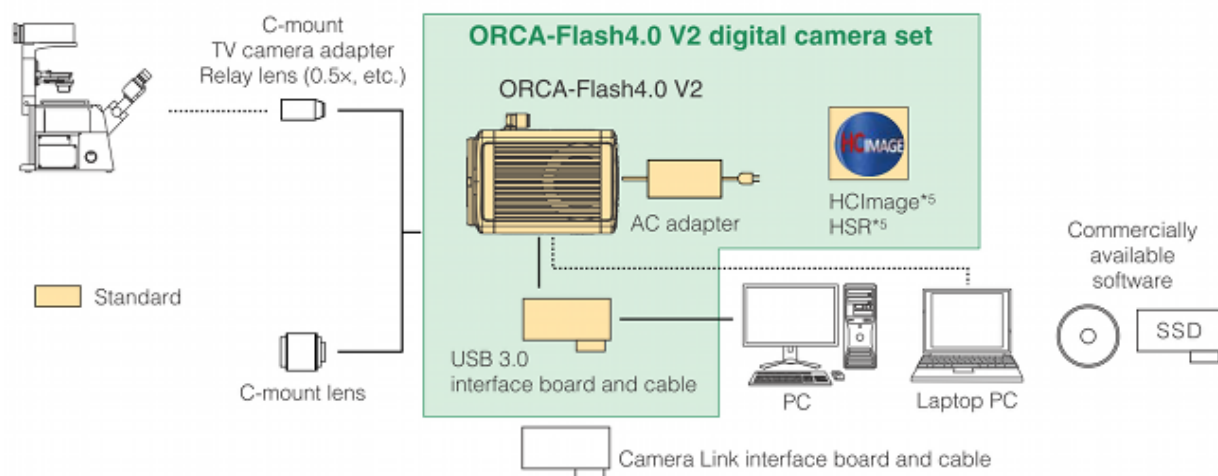 C-mount
TV camera adapter
Relay lens (0.5×, etc.)
ORCA-Flash4.0 V2 digital camera set
ORCA-Flash4.0 V2
HCIMAGE
AC adapter
HCImage*5
HSR*5
Standard
Commercially
available
software
SSD
USB 3.0
interface board and cable
C-mount lens
PC
Laptop PC
Camera Link interface board and cable